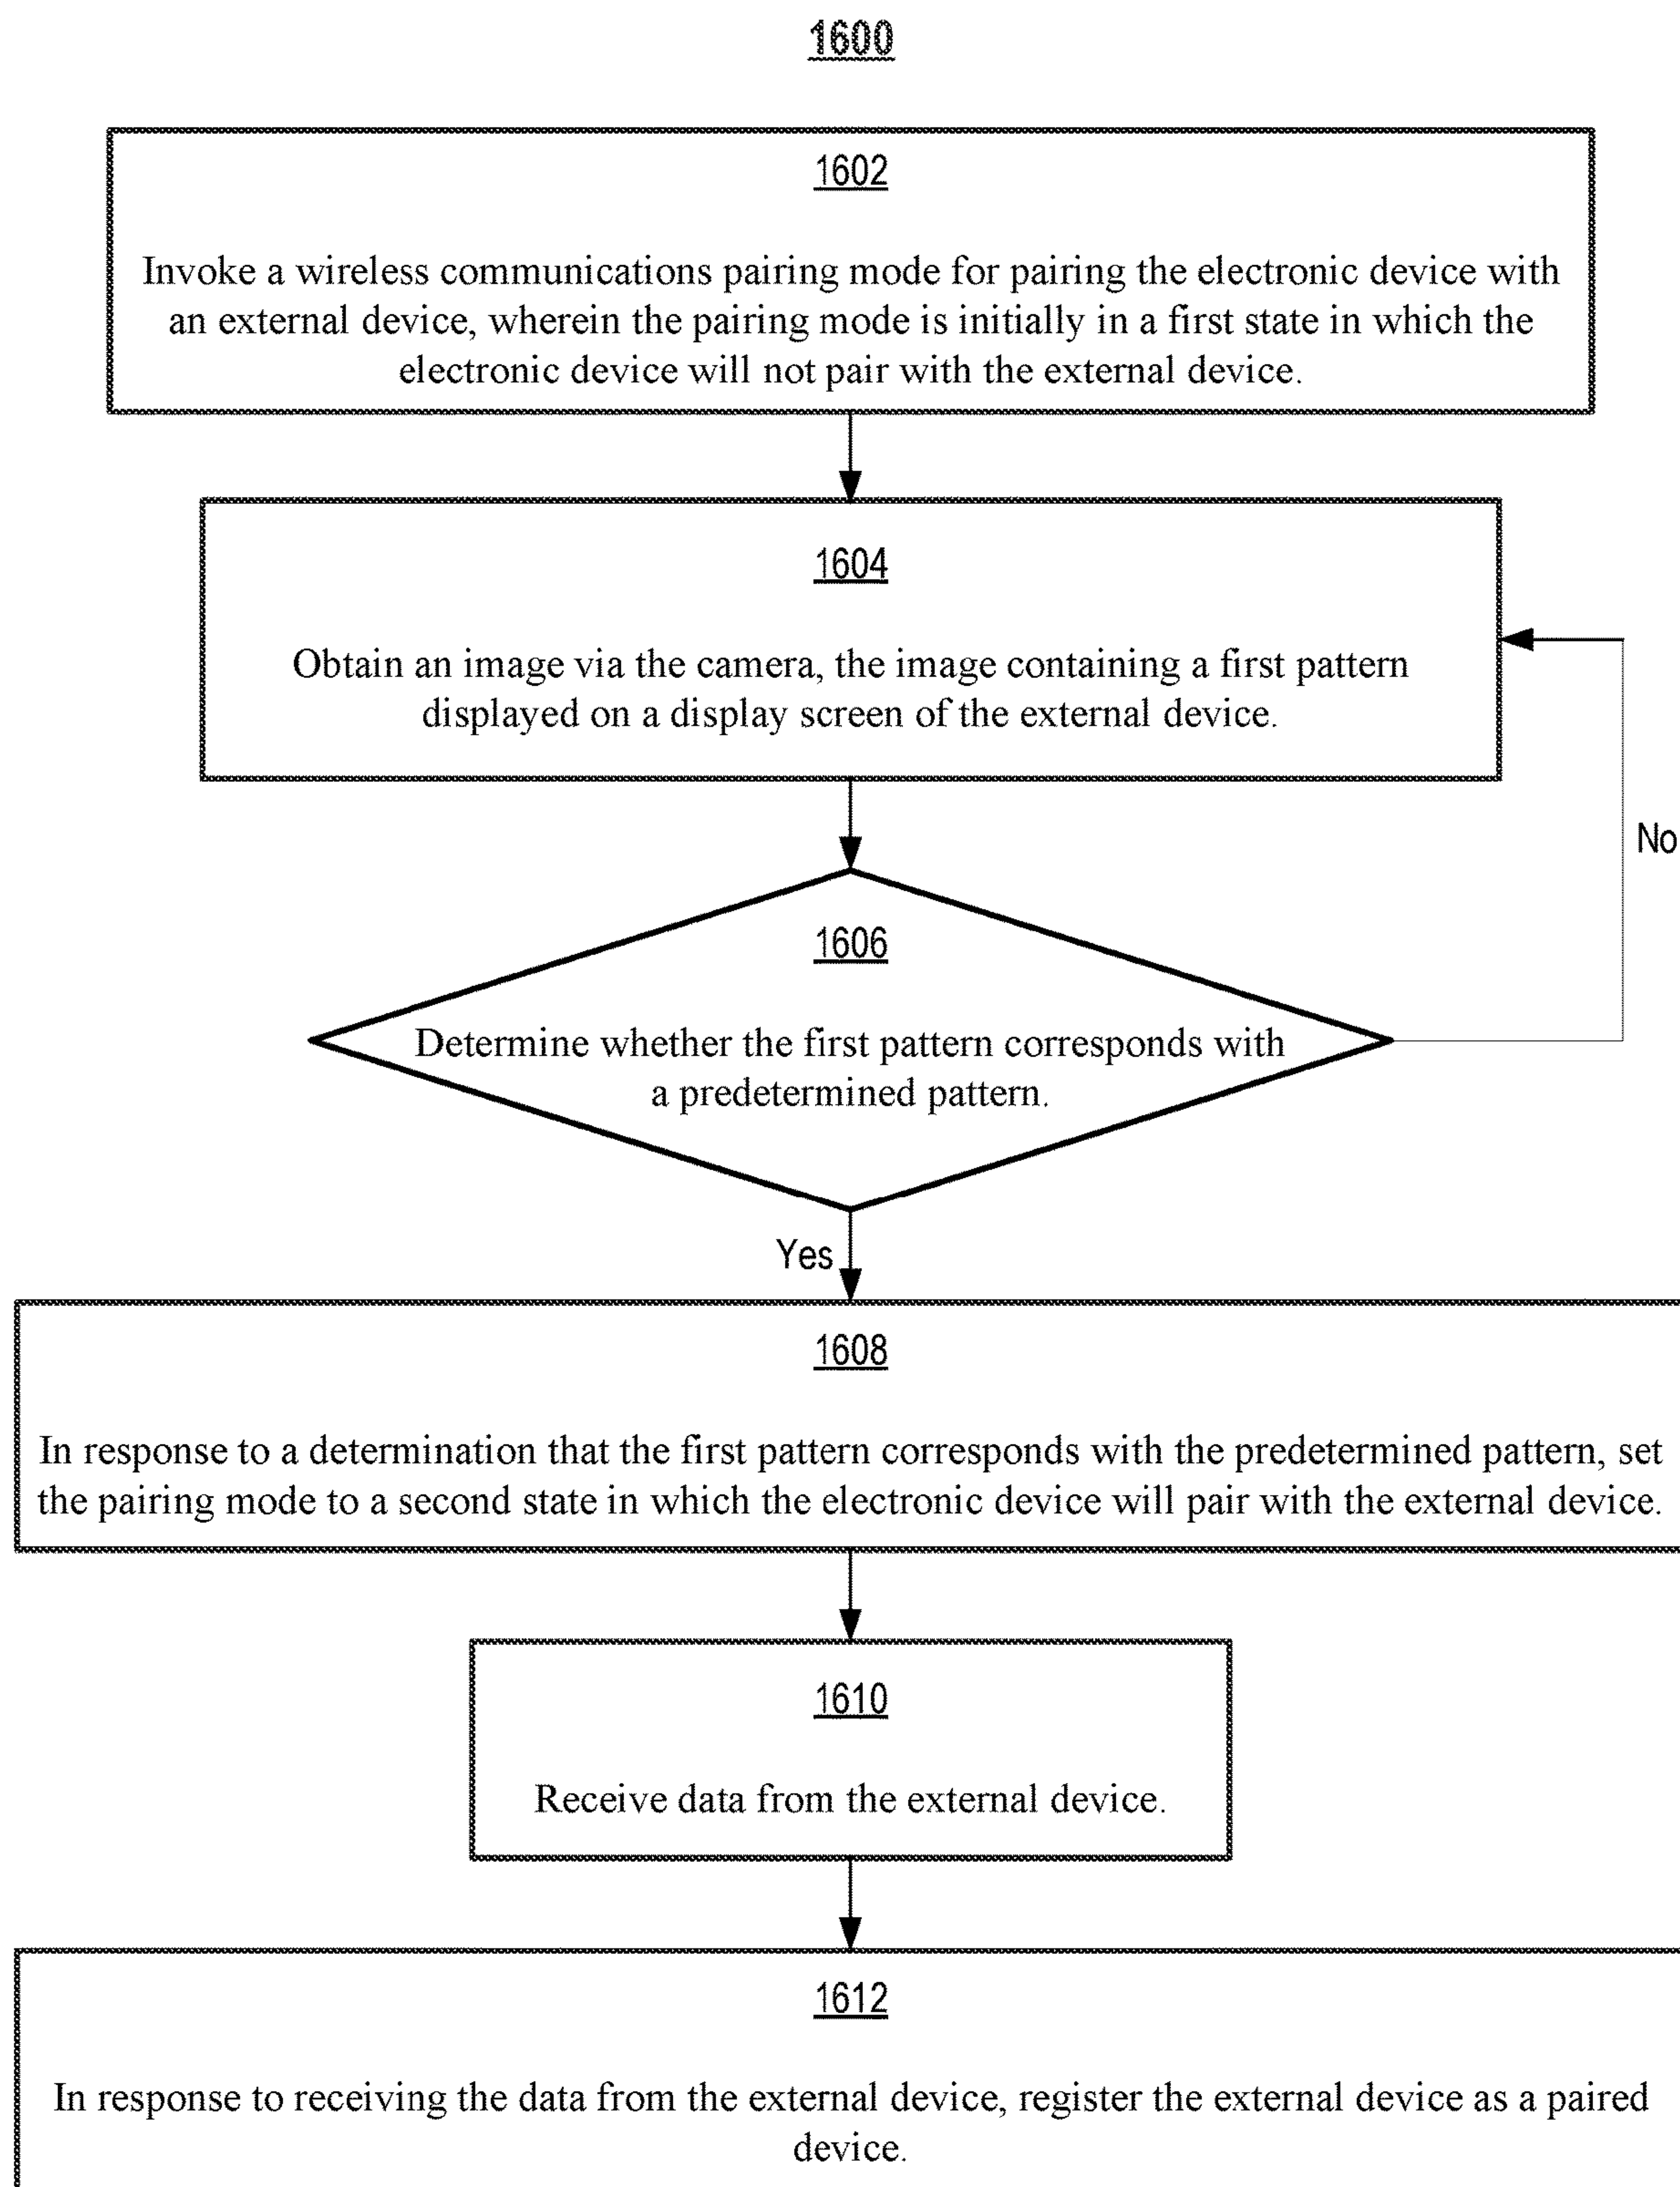 1600
1602
Invoke a wireless communications pairing mode for pairing the electronic device with
an external device, wherein the pairing mode is initially in a first state in which the
electronic device will not pair with the external device.
1604
Obtain an image via the camera, the image containing a first pattern
displayed on a display screen of the external device.
No
1606
Determine whether the first pattern corresponds with
a predetermined pattern.
Yes
1608
In response to a determination that the first pattern corresponds with the predetermined pattern, set
the pairing mode to a second state in which the electronic device will pair with the external device.
1610
Receive data from the external device.
1612
In response to receiving the data from the external device, register the external device as a paired
device.